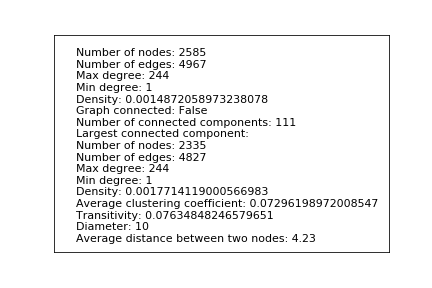 Number of nodes: 2585
Number of edges: 4967
Max degree: 244
Min degree: 1
Density: 0.0014872058973238078
Graph connected: False
Number of connected components: 111
Largest connected component:
Number of nodes: 2335
Number of edges: 4827
Max degree: 244
Min degree: 1
Density: 0.0017714119000566983
Average clustering coefficient: 0.07296198972008547
Transitivity: 0.07634848246579651
Diameter: 10
Average distance between two nodes: 4.23